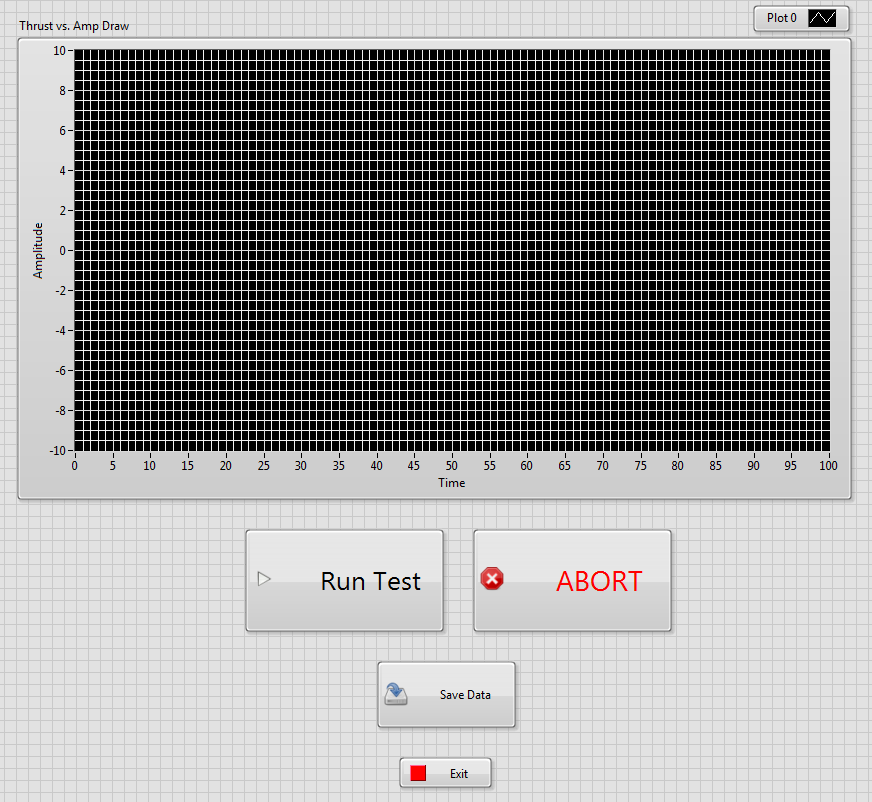 Thrust vs. Amp Draw
Plot 0
10
8
6
4
2
0
-2
-4
-6
-8
-10
Amplitude
0 5 10 15 20 25 30 35 40 45 50 55 60 65 70 75 80 85 90 95 100
Time
Run Test
ABORT
Save Data
Exit